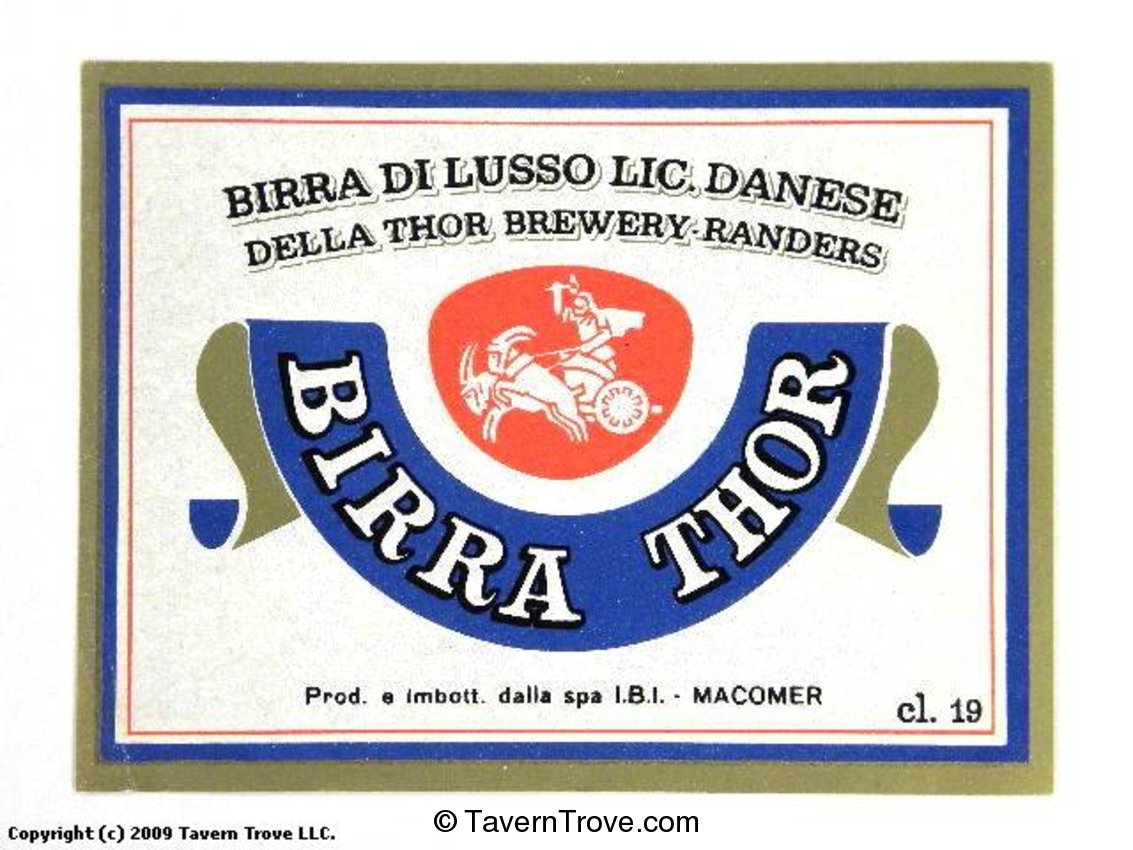 BIRRA DI LUSSO LIC. DANESE
DELLA THOR BREWERY-RANDERS
BIRRA THOR
Prod. e imbott. dalla spa I.B.I. - MACOMER
cl. 19
Copyright (c) 2009 Tavern Trove LLC.
© TavernTrove.com